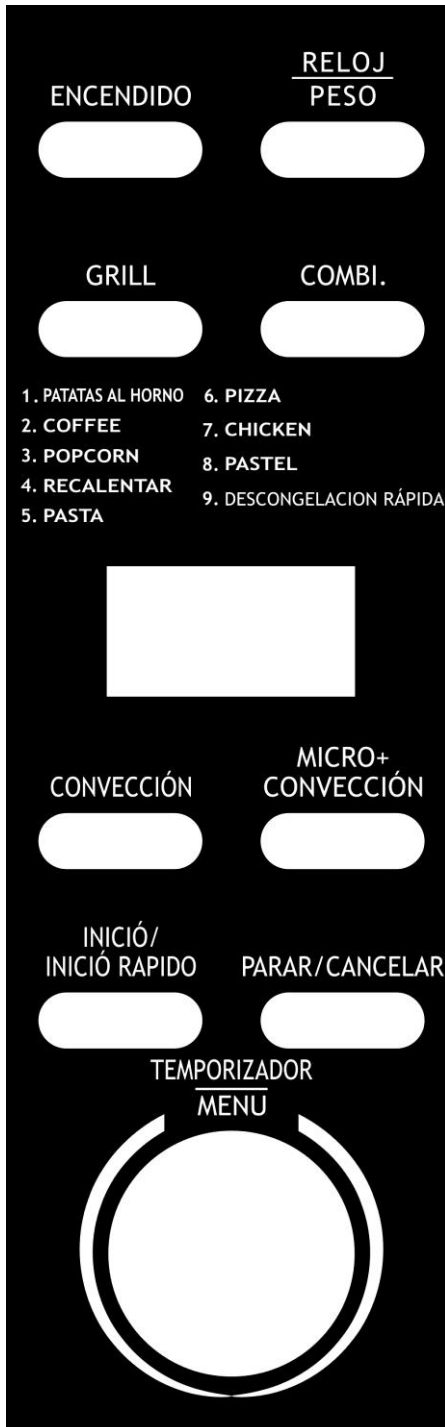 ENCENDIDO
RELOJ
PESO
GRILL
COMBI.
1. PATATAS AL HORNO
2. COFFEE
3. POPCORN
4. RECALENTAR
5. PASTA
6. PIZZA
7. CHICKEN
8. PASTEL
9. DESCONGELACION RÁPIDA
CONVECCIÓN
MICRO+
CONVECCIÓN
INICIÓ/
INICIÓ RAPIDO
PARAR/CANCELAR
TEMPORIZADOR
MENU